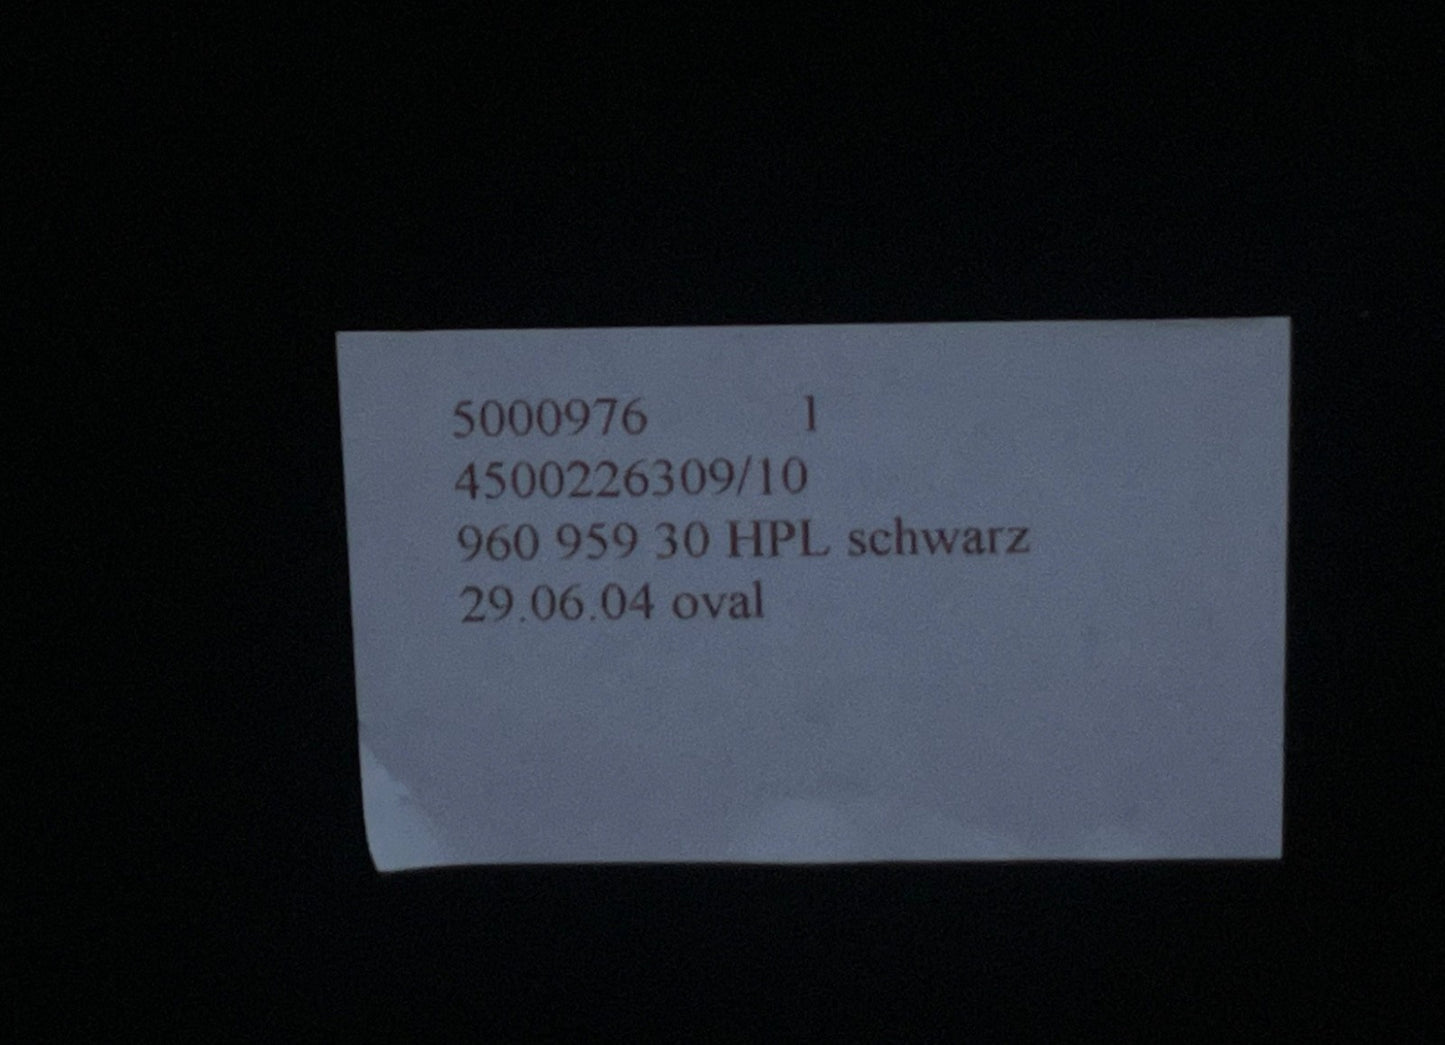 5000976 1
4500226309/10
960 959 30 HPL schwarz
29.06.04 oval